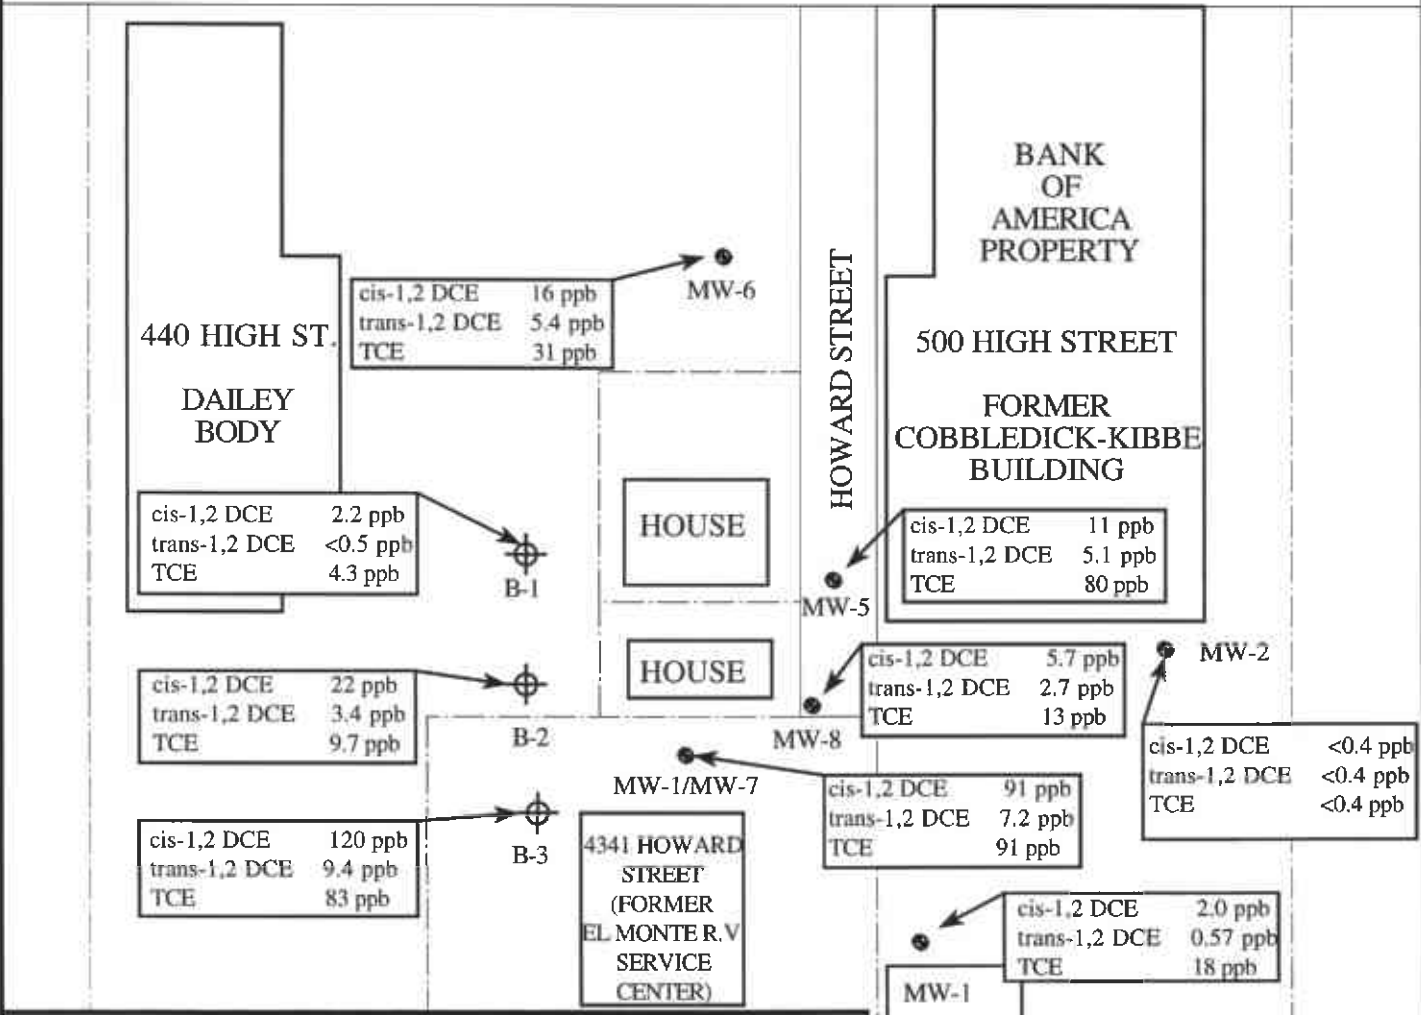 BANK
OF
AMERICA
PROPERTY
MW-6
cis-1,2 DCE 16 ppb
trans-1,2 DCE 5.4 ppb
TCE 31 ppb
440 HIGH ST.
DAILEY
BODY
HOWARD STREET
500 HIGH STREET
FORMER
COBBLEDICK-KIBBE
BUILDING
cis-1,2 DCE 2.2 ppb
trans-1,2 DCE <0.5 ppb
TCE 4.3 ppb
B-1
HOUSE
cis-1,2 DCE 11 ppb
trans-1,2 DCE 5.1 ppb
TCE 80 ppb
MW-5
HOUSE
cis-1,2 DCE 5.7 ppb
trans-1,2 DCE 2.7 ppb
TCE 13 ppb
MW-8
MW-2
cis-1,2 DCE <0.4 ppb
trans-1,2 DCE <0.4 ppb
TCE <0.4 ppb
cis-1,2 DCE 22 ppb
trans-1,2 DCE 3.4 ppb
TCE 9.7 ppb
B-2
MW-1/MW-7
cis-1,2 DCE 91 ppb
trans-1,2 DCE 7.2 ppb
TCE 91 ppb
cis-1,2 DCE 120 ppb
trans-1,2 DCE 9.4 ppb
TCE 83 ppb
B-3
4341 HOWARD
STREET
(FORMER
EL MONTE R.V
SERVICE
CENTER)
cis-1,2 DCE 2.0 ppb
trans-1,2 DCE 0.57 ppb
TCE 18 ppb
MW-1